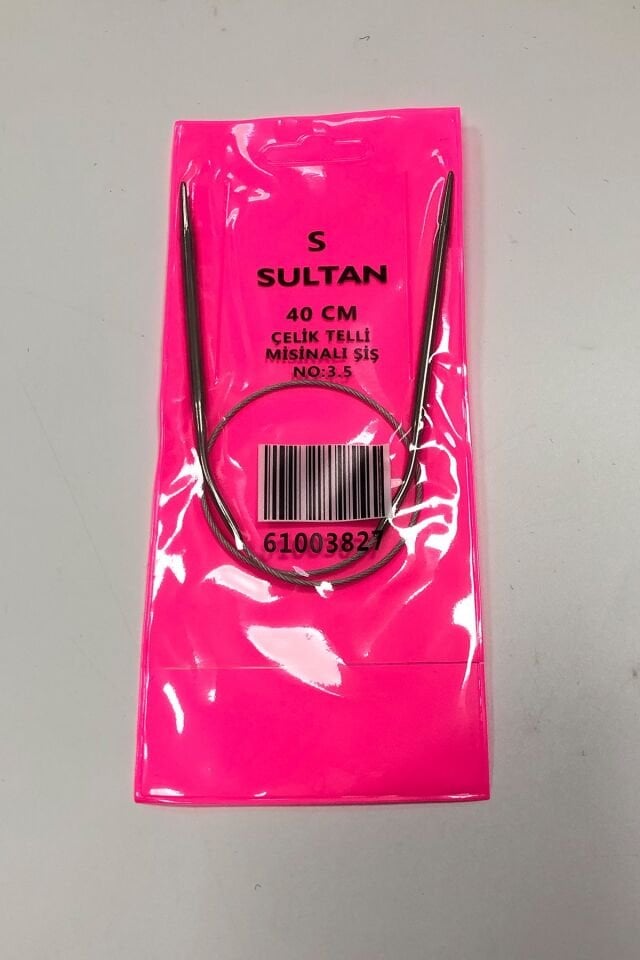 S
SULTAN
40 CM
ÇELİK TELLİ
MİSİNALI ŞİŞ
NO:3.5
61003827